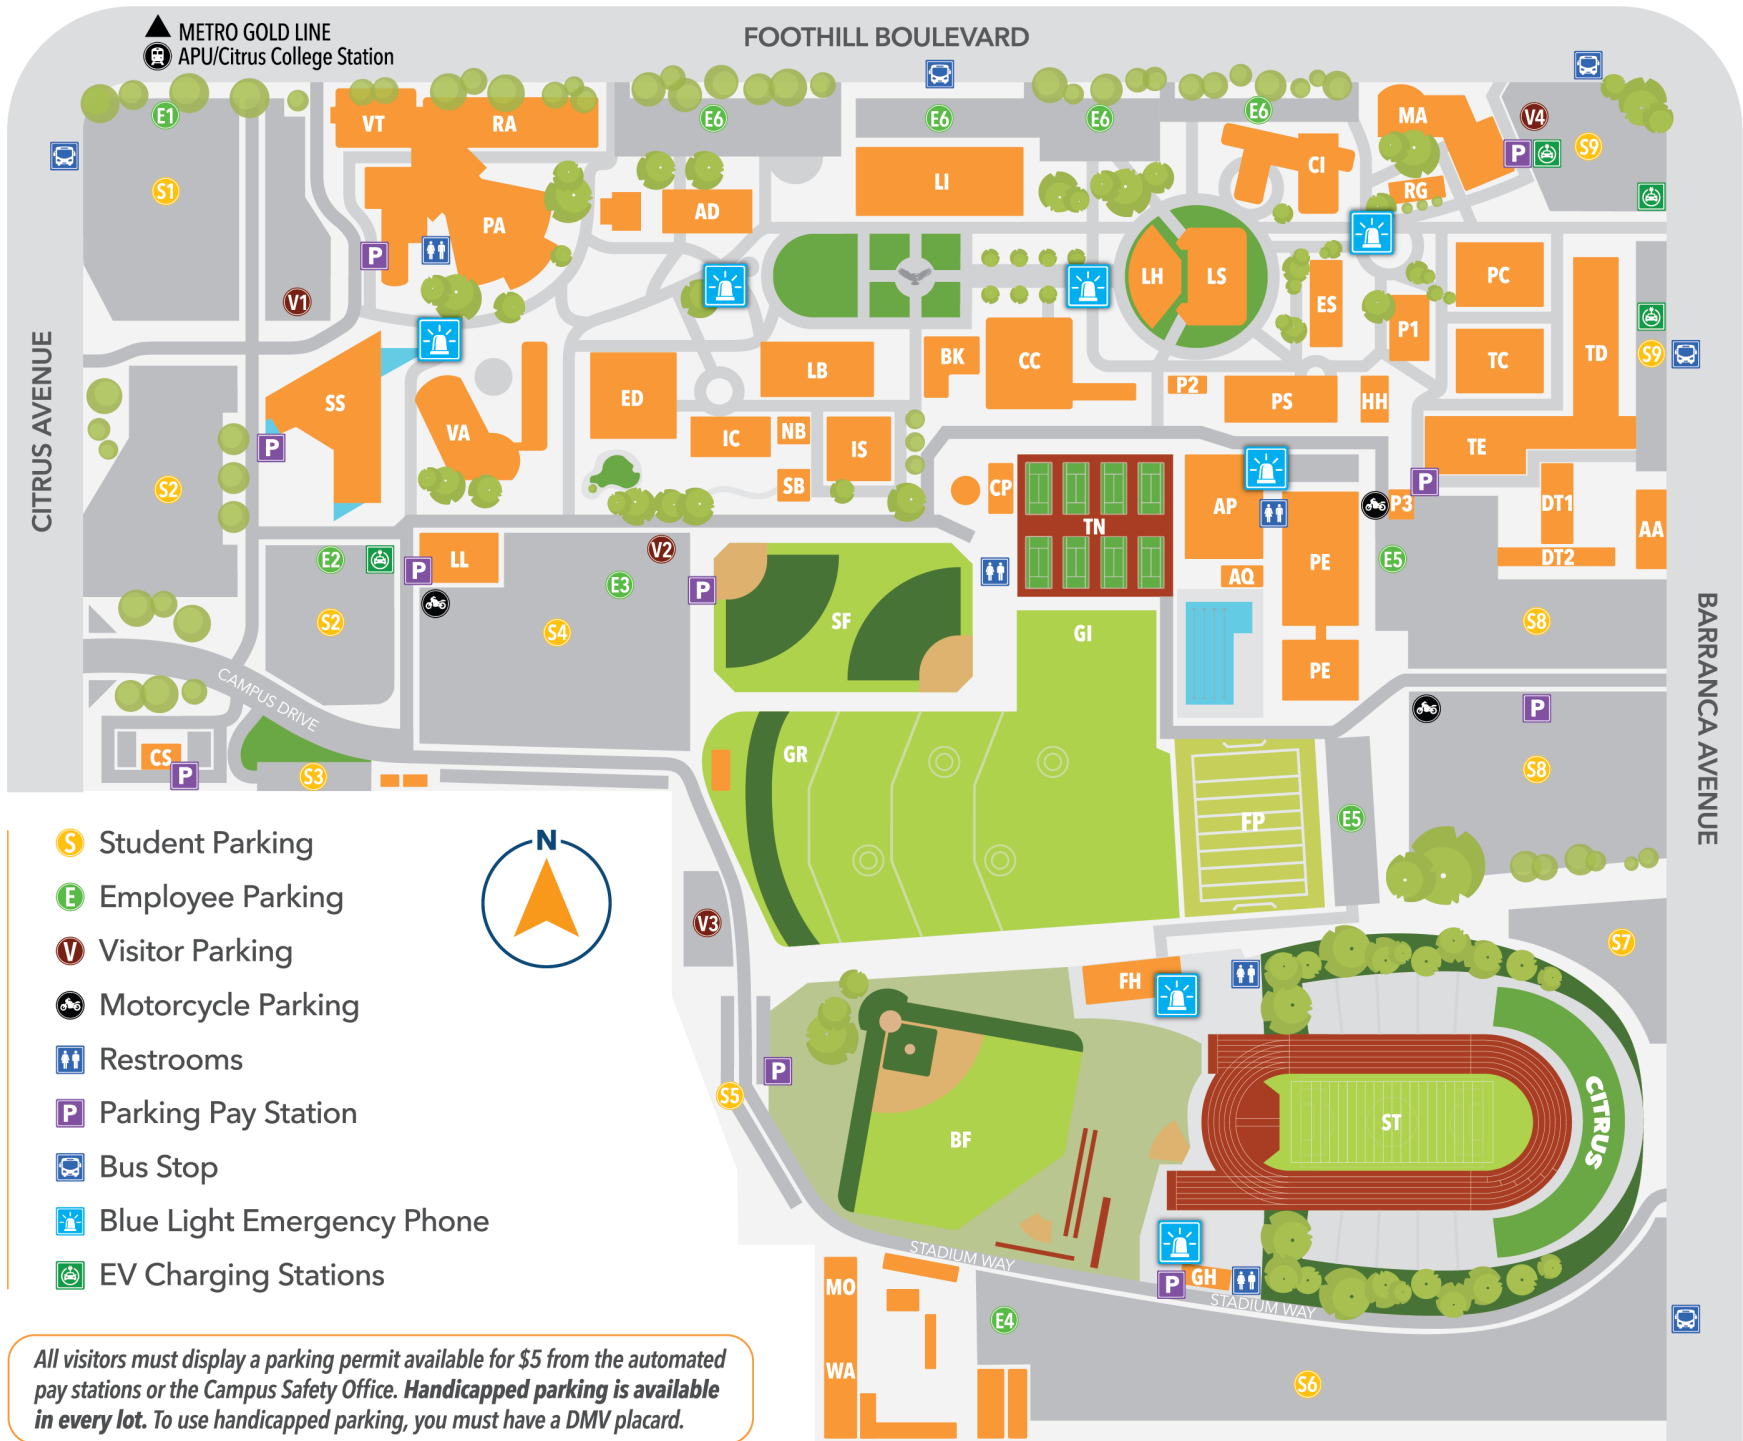 METRO GOLD LINE
APU/Citrus College Station
FOOTHILL BOULEVARD
CITRUS AVENUE
BARRANCA AVENUE
E1
VT
RA
E6
E6
E6
E6
MA
V4
P
S9
S1
PA
AD
LI
CI
RG
P
V1
LH
LS
ES
PC
P1
TC
TD
S9
SS
VA
ED
LB
BK
CC
P2
PS
HH
IC
NB
IS
SB
TE
P
S2
P
CP
TN
AP
P3
P
DT1
DT2
AA
E2
P
LL
V2
E3
P
AQ
PE
E5
S2
S4
SF
GI
PE
S8
CAMPUS DRIVE
CS
P
S3
GR
FP
E5
P
S8
S Student Parking
E Employee Parking
V Visitor Parking
Motorcycle Parking
Restrooms
P Parking Pay Station
Bus Stop
Blue Light Emergency Phone
EV Charging Stations
N
V3
S7
FH
P
S5
BF
ST
CITRUS
STADIUM WAY
P
GH
STADIUM WAY
MO
WA
E4
S6
All visitors must display a parking permit available for $5 from the automated
pay stations or the Campus Safety Office. Handicapped parking is available
in every lot. To use handicapped parking, you must have a DMV placard.